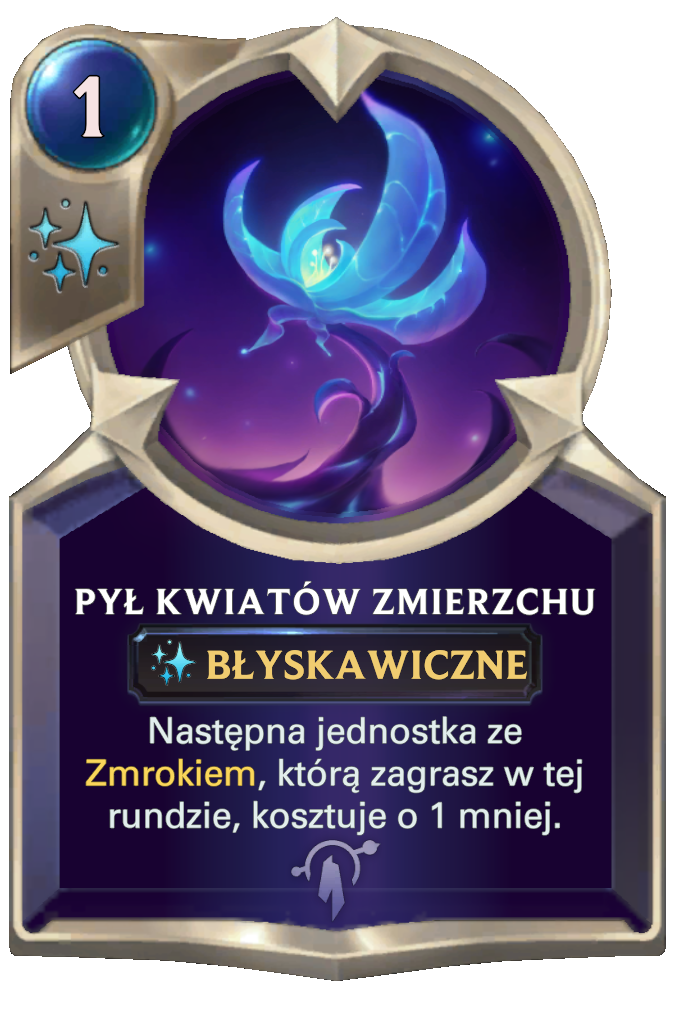 1
PYŁ KWIATÓW ZMIERZCHU
BŁYSKAWICZNE
Następna jednostka ze
Zmrokiem, którą zagrasz w tej
rundzie, kosztuje o 1 mniej.